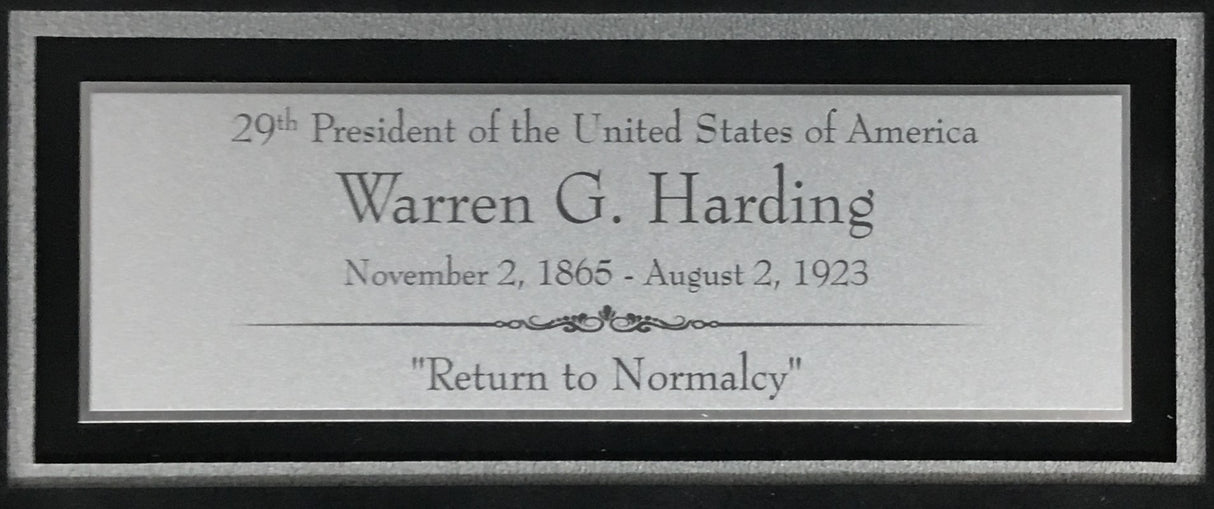 29th President of the United States of America
Warren G. Harding
November 2, 1865 - August 2, 1923
"Return to Normalcy"